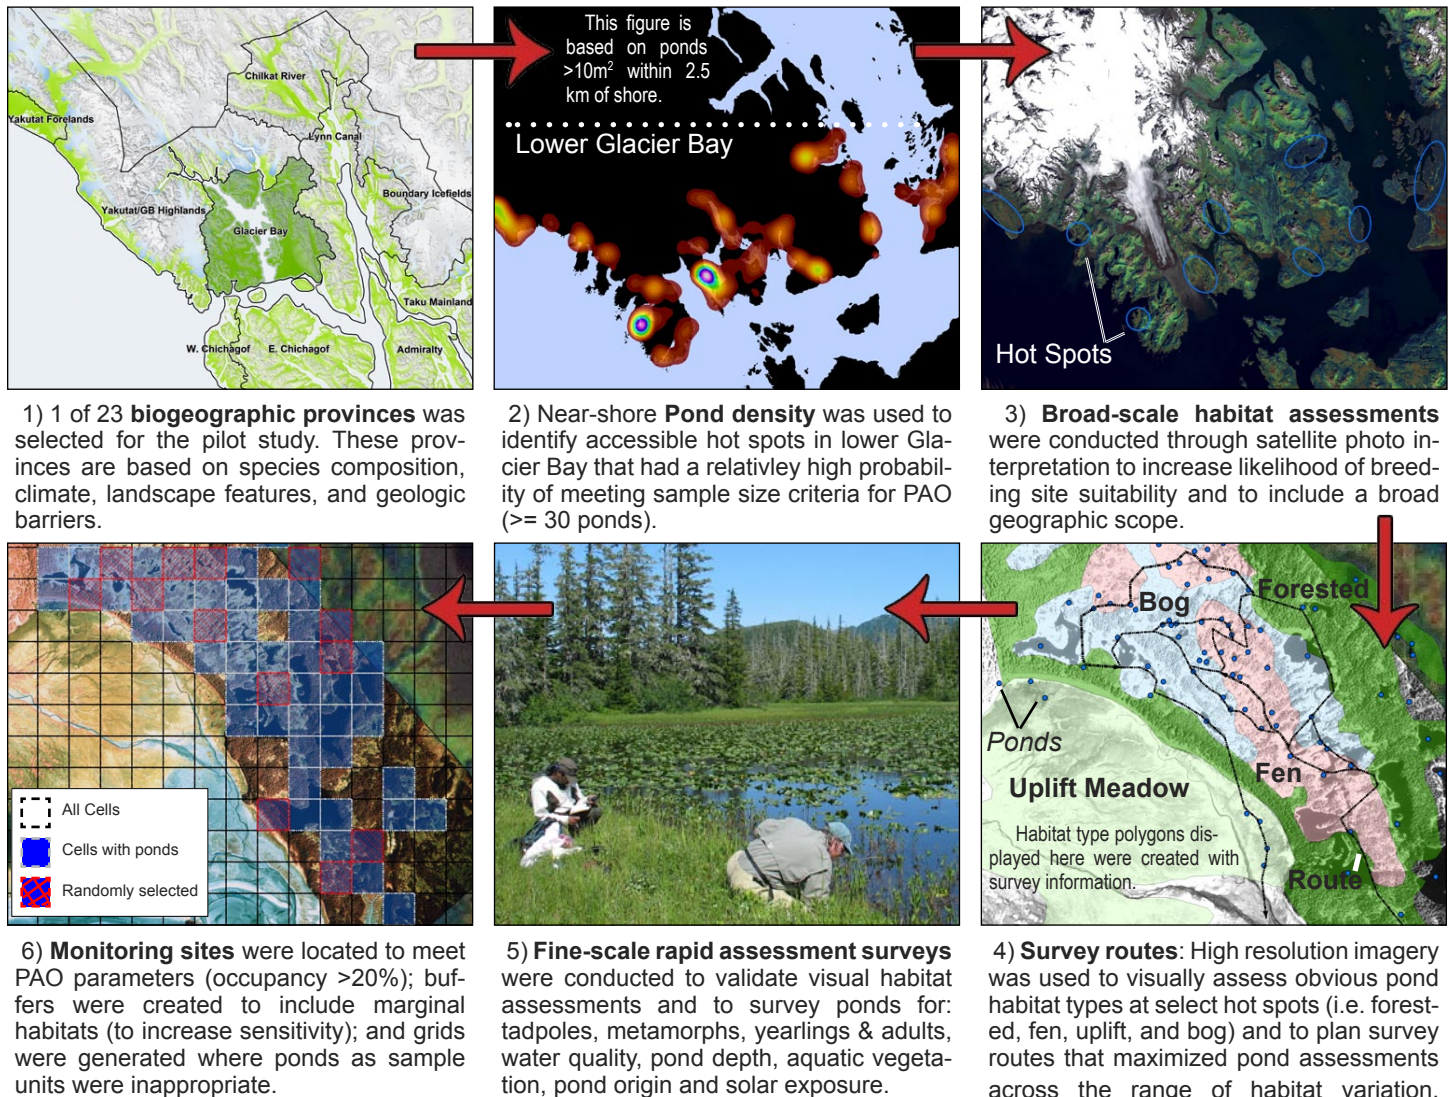 Chilkat River
Yakutat Forelands
Lynn Canal
Boundary Icefields
Yakutat/GB Highlands
Glacier Bay
Taku Mainland
W. Chichagof
E. Chichagof
Admiralty
1) 1 of 23 biogeographic provinces was
selected for the pilot study. These prov-
inces are based on species composition,
climate, landscape features, and geologic
barriers.
This figure is
based on ponds
>10m² within 2.5
km of shore.
Lower Glacier Bay
2) Near-shore Pond density was used to
identify accessible hot spots in lower Gla-
cier Bay that had a relativley high probabil-
ity of meeting sample size criteria for PAO
(>= 30 ponds).
Hot Spots
3) Broad-scale habitat assessments
were conducted through satellite photo in-
terpretation to increase likelihood of breed-
ing site suitability and to include a broad
geographic scope.
Forested
Bog
Ponds
Fen
Uplift Meadow
Habitat type polygons dis-
played here were created with
survey information.
Route
4) Survey routes: High resolution imagery
was used to visually assess obvious pond
habitat types at select hot spots (i.e. forest-
ed, fen, uplift, and bog) and to plan survey
routes that maximized pond assessments
across the range of habitat variation.
5) Fine-scale rapid assessment surveys
were conducted to validate visual habitat
assessments and to survey ponds for:
tadpoles, metamorphs, yearlings & adults,
water quality, pond depth, aquatic vegeta-
tion, pond origin and solar exposure.
All Cells
Cells with ponds
Randomly selected
6) Monitoring sites were located to meet
PAO parameters (occupancy >20%); buf-
fers were created to include marginal
habitats (to increase sensitivity); and grids
were generated where ponds as sample
units were inappropriate.